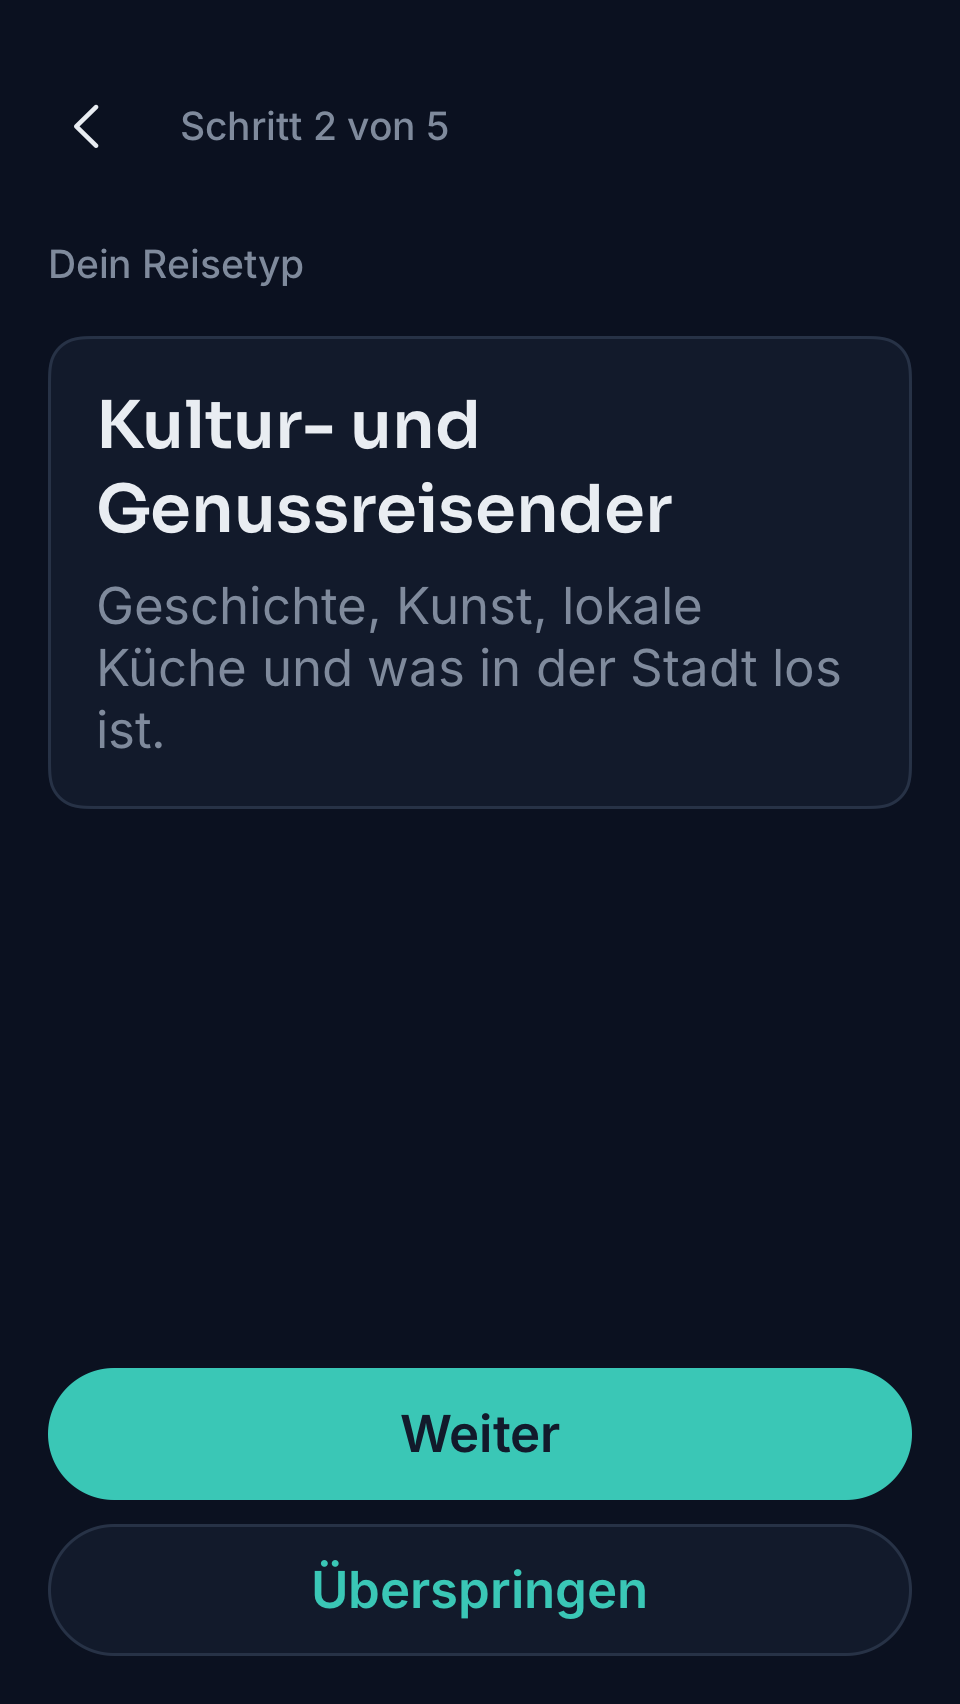 Schritt 2 von 5
Dein Reisetyp
Kultur- und
Genussreisender
Geschichte, Kunst, lokale
Küche und was in der Stadt los
ist.
Weiter
Überspringen